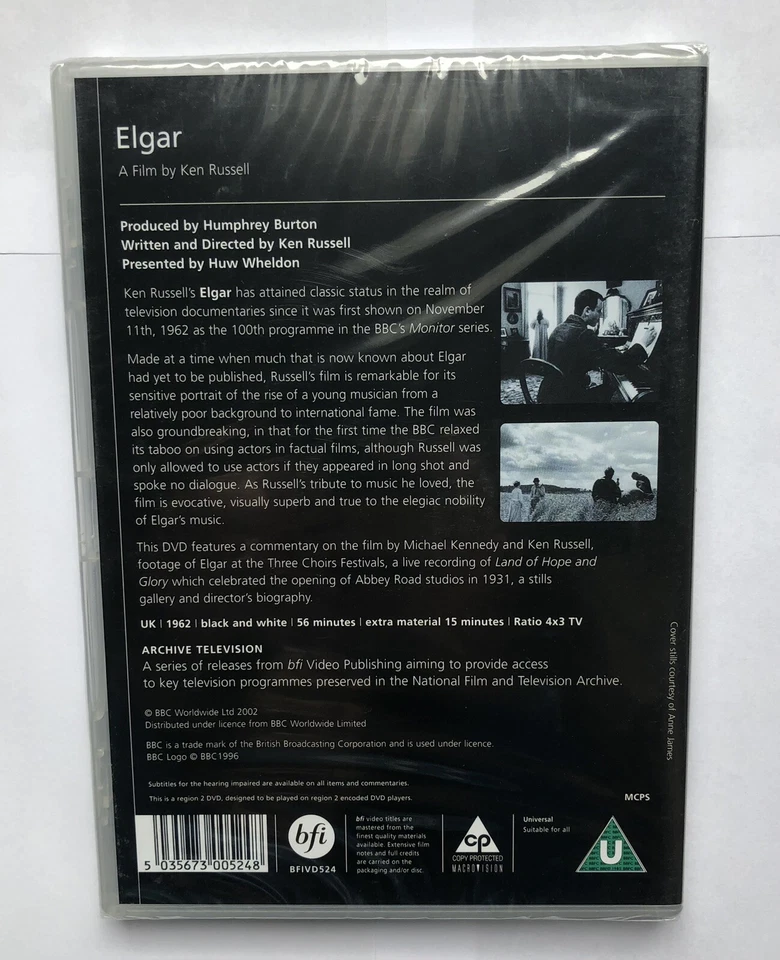 Elgar
A Film by Ken Russell
Produced by Humphrey Burton
Written and Directed by Ken Russell
Presented by Huw Wheldon
Ken Russell's Elgar has attained classic status in the realm of
television documentaries since it was first shown on November
11th, 1962 as the 100th programme in the BBC's Monitor series.
Made at a time when much that is now known about Elgar
had yet to be published, Russell's film is remarkable for its
sensitive portrait of the rise of a young musician from a
relatively poor background to international fame. The film was
also groundbreaking, in that for the first time the BBC relaxed
its taboo on using actors in factual films, although Russell was
only allowed to use actors if they appeared in long shot and
spoke no dialogue. As Russell's tribute to music he loved, the
film is evocative, visually superb and true to the elegiac nobility
of Elgar's music.
This DVD features a commentary on the film by Michael Kennedy and Ken Russell,
footage of Elgar at the Three Choirs Festivals, a live recording of Land of Hope and
Glory which celebrated the opening of Abbey Road studios in 1931, a stills
gallery and director's biography.
UK | 1962 | black and white | 56 minutes | extra material 15 minutes | Ratio 4x3 TV
ARCHIVE TELEVISION
A series of releases from bfi Video Publishing aiming to provide access
to key television programmes preserved in the National Film and Television Archive.
© BBC Worldwide Ltd 2002
Distributed under licence from BBC Worldwide Limited
BBC is a trade mark of the British Broadcasting Corporation and is used under licence.
BBC Logo © BBC1996
Subtitles for the hearing impaired are available on all items and commentaries.
This is a region 2 DVD, designed to be played on region 2 encoded DVD players.
MCPS
Cover stills courtesy of Anne James
5 035673 005248
bfi
BFIVD524
bfi video titles are
mastered from the
finest quality materials
available. Extensive film
notes and full credits
are carried on the
packaging and/or disc.
cp
COPY PROTECTED
MACROVISION
Universal
Suitable for all
U